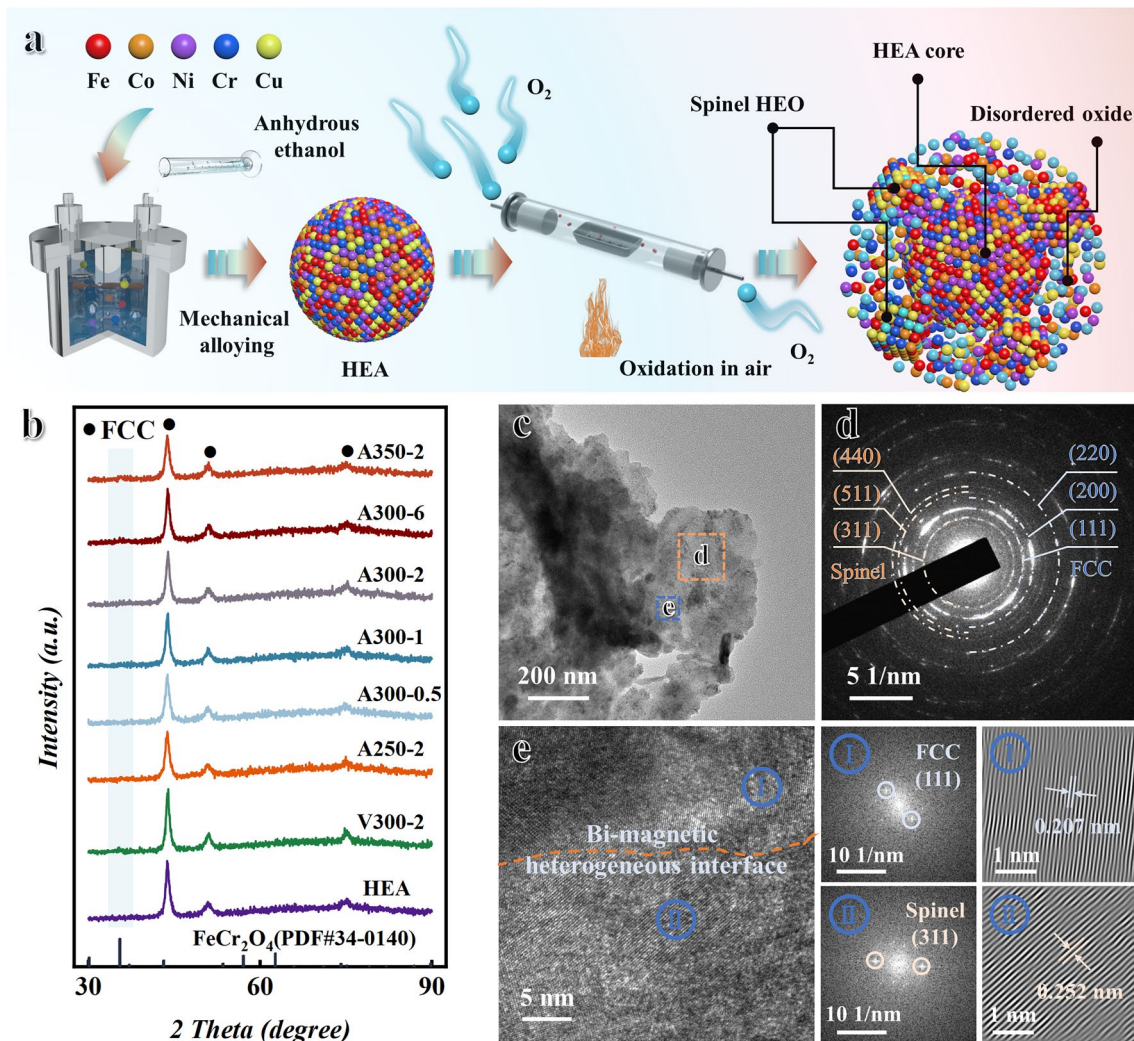 a
Fe Co Ni Cr Cu
Anhydrous
ethanol
Mechanical
alloying
HEA
O2
Oxidation in air
O2
Spinel HEO
HEA core
Disordered oxide
b
● FCC
A350-2
A300-6
A300-2
A300-1
A300-0.5
A250-2
V300-2
HEA
FeCr2O4(PDF#34-0140)
30 60 90
2 Theta (degree)
Intensity (a.u.)
c
d
e
200 nm
d
(440)
(511)
(311)
Spinel
(220)
(200)
(111)
FCC
5 1/nm
e
I
Bi-magnetic
heterogeneous interface
II
5 nm
I
FCC
(111)
10 1/nm
I
0.207 nm
1 nm
II
Spinel
(311)
10 1/nm
II
0.252 nm
1 nm